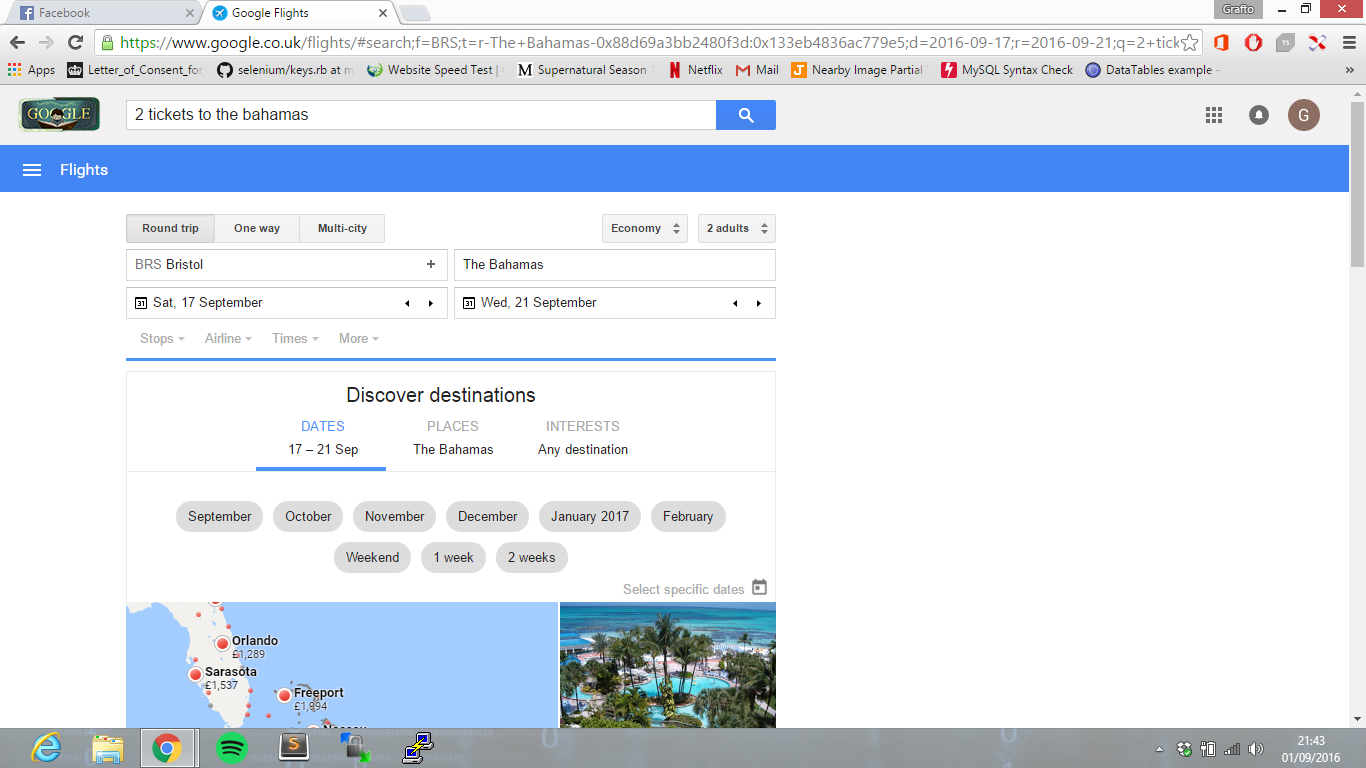 Facebook
Google Flights
Grafto
https://www.google.co.uk/flights/#search;f=BRS;t=r-The+Bahamas-0x88d69a3bb2480f3d:0x133eb4836ac779e5;d=2016-09-17;r=2016-09-21;q=2+tick
Apps
Letter_of_Consent_for
selenium/keys.rb at m
Website Speed Test |
Supernatural Season
Netflix
Mail
Nearby Image Partial
MySQL Syntax Check
DataTables example -
GOOGLE
2 tickets to the bahamas
G
Flights
Round trip
One way
Multi-city
Economy
2 adults
BRS Bristol
The Bahamas
31 Sat, 17 September
31 Wed, 21 September
Stops
Airline
Times
More
Discover destinations
DATES
PLACES
INTERESTS
17 – 21 Sep
The Bahamas
Any destination
September
October
November
December
January 2017
February
Weekend
1 week
2 weeks
Select specific dates
Orlando
£1,289
Sarasota
£1,537
Freeport
£1,994
21:43
01/09/2016